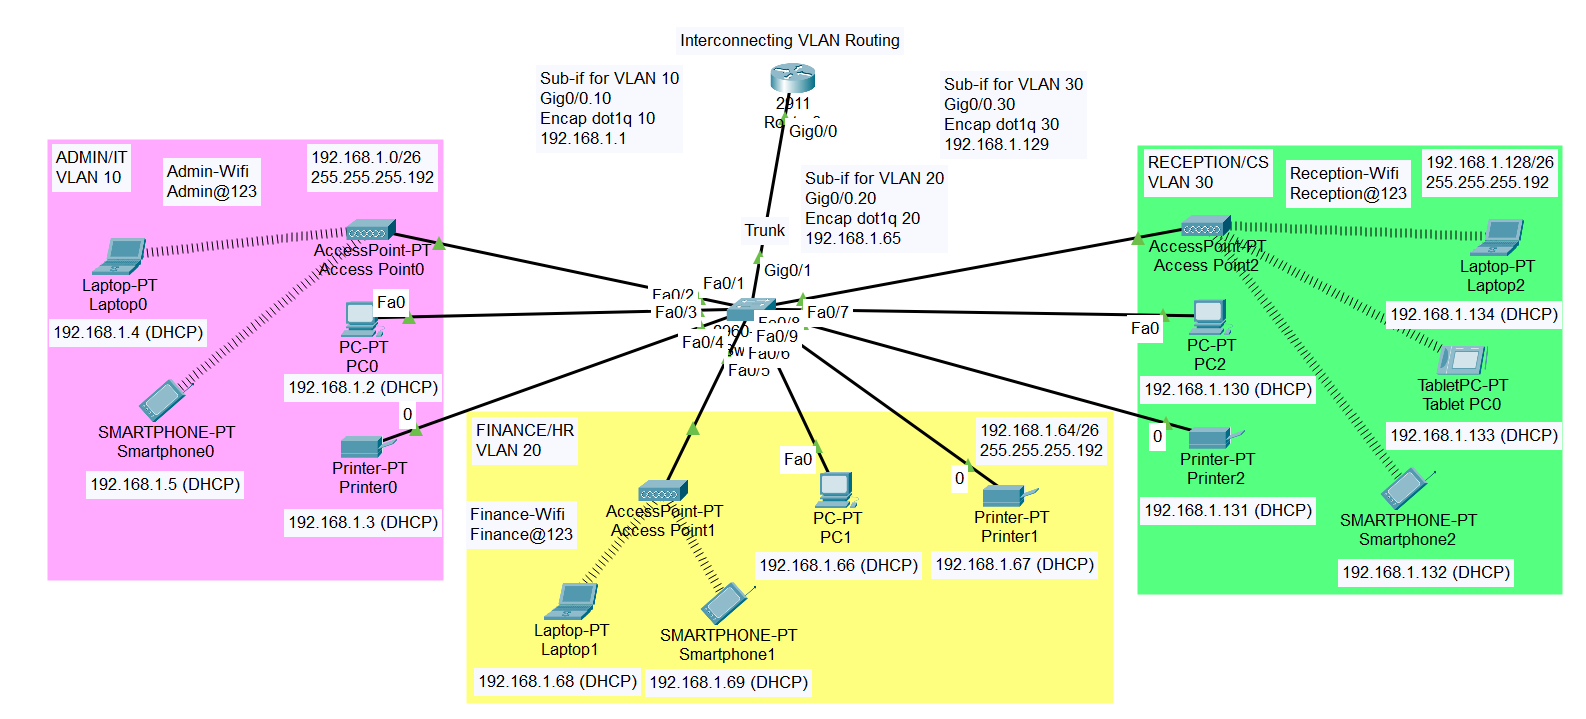 Interconnecting VLAN Routing
Sub-if for VLAN 10
Gig0/0.10
Encap dot1q 10
192.168.1.1
2911
Gig0/0
Sub-if for VLAN 30
Gig0/0.30
Encap dot1q 30
192.168.1.129
Sub-if for VLAN 20
Gig0/0.20
Encap dot1q 20
192.168.1.65
Trunk
Gig0/1
Fa0/1
Fa0/2
Fa0/3
Fa0/4
Fa0/5
Fa0/6
Fa0/9
Fa0/7
ADMIN/IT
VLAN 10
Admin-Wifi
Admin@123
192.168.1.0/26
255.255.255.192
AccessPoint-PT
Access Point0
Laptop-PT
Laptop0
192.168.1.4 (DHCP)
Fa0
PC-PT
PC0
192.168.1.2 (DHCP)
SMARTPHONE-PT
Smartphone0
192.168.1.5 (DHCP)
0
Printer-PT
Printer0
192.168.1.3 (DHCP)
FINANCE/HR
VLAN 20
192.168.1.64/26
255.255.255.192
Finance-Wifi
Finance@123
AccessPoint-PT
Access Point1
Fa0
PC-PT
PC1
192.168.1.66 (DHCP)
0
Printer-PT
Printer1
192.168.1.67 (DHCP)
Laptop-PT
Laptop1
192.168.1.68 (DHCP)
SMARTPHONE-PT
Smartphone1
192.168.1.69 (DHCP)
RECEPTION/CS
VLAN 30
Reception-Wifi
Reception@123
192.168.1.128/26
255.255.255.192
AccessPoint-PT
Access Point2
Laptop-PT
Laptop2
192.168.1.134 (DHCP)
Fa0
PC-PT
PC2
192.168.1.130 (DHCP)
TabletPC-PT
Tablet PC0
192.168.1.133 (DHCP)
0
Printer-PT
Printer2
192.168.1.131 (DHCP)
SMARTPHONE-PT
Smartphone2
192.168.1.132 (DHCP)